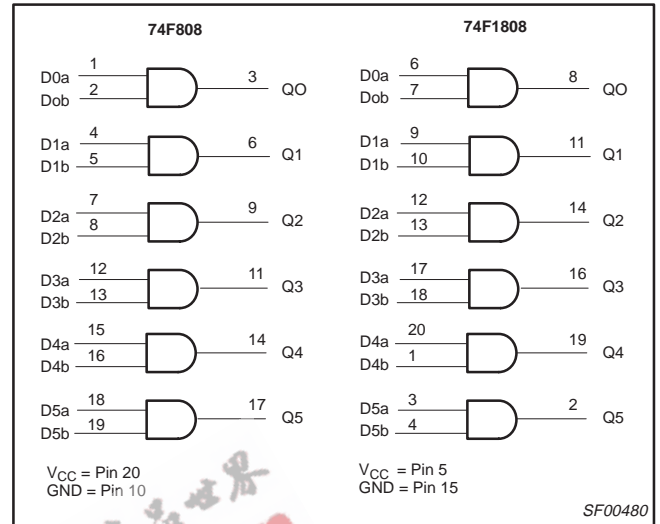 74F808
D0a 1
Dob 2
3 QO
D1a 4
D1b 5
6 Q1
D2a 7
D2b 8
9 Q2
D3a 12
D3b 13
11 Q3
D4a 15
D4b 16
14 Q4
D5a 18
D5b 19
17 Q5
VCC = Pin 20
GND = Pin 10
74F1808
D0a 6
Dob 7
8 QO
D1a 9
D1b 10
11 Q1
D2a 12
D2b 13
14 Q2
D3a 17
D3b 18
16 Q3
D4a 20
D4b 1
19 Q4
D5a 3
D5b 4
2 Q5
VCC = Pin 5
GND = Pin 15
SF00480